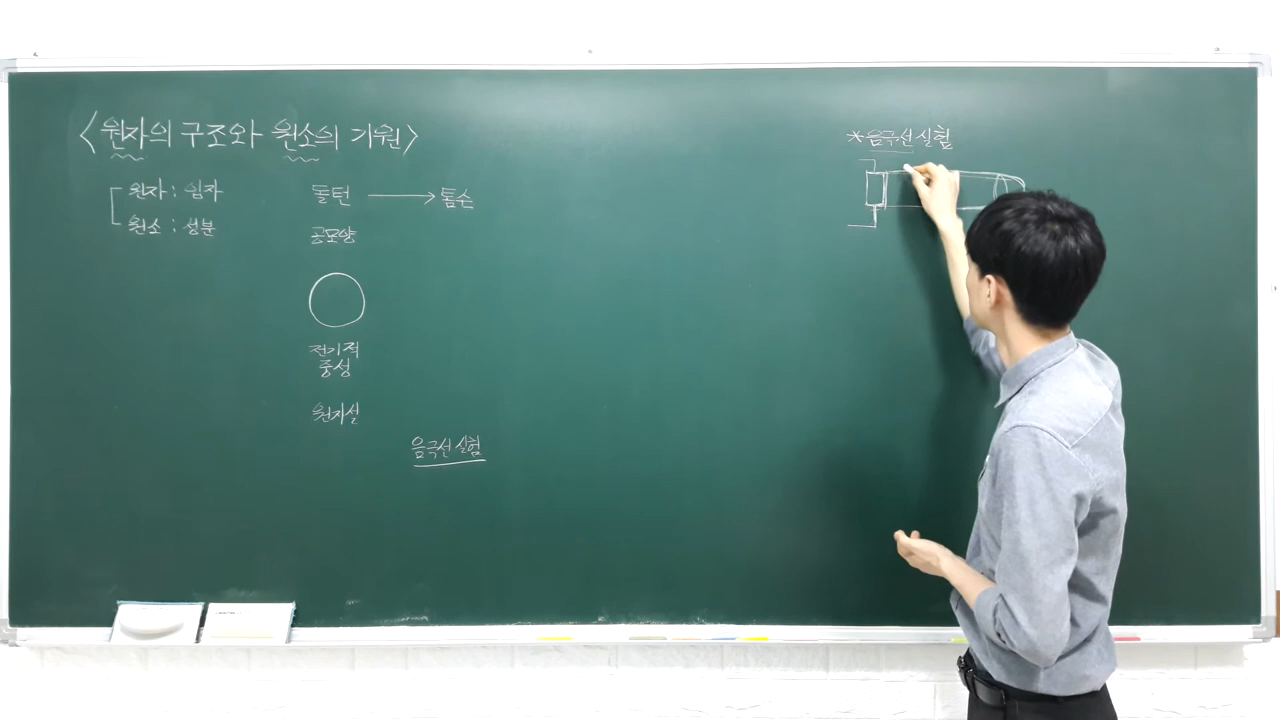 <원자의 구조와 원소의 기원>
원자 : 입자
원소 : 성분
돌턴 → 톰슨
공모양
전기적
중성
원자설
음극선 실험
*음극선 실험